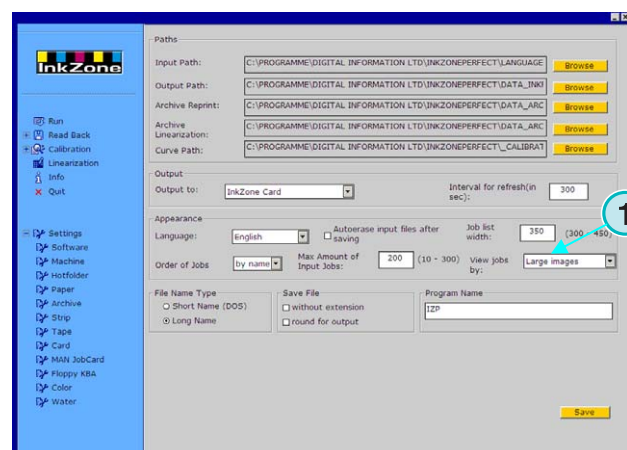 InkZone
Run
Read Back
Calibration
Linearization
Info
Quit
Settings
Software
Machine
Hotfolder
Paper
Archive
Strip
Tape
Card
MAN JobCard
Floppy KBA
Color
Water
Paths
Input Path: C:\PROGRAMME\DIGITAL INFORMATION LTD\INKZONEPERFECT\LANGUAGE Browse
Output Path: C:\PROGRAMME\DIGITAL INFORMATION LTD\INKZONEPERFECT\DATA_INKI Browse
Archive Reprint: C:\PROGRAMME\DIGITAL INFORMATION LTD\INKZONEPERFECT\DATA_ARC Browse
Archive
Linearization: C:\PROGRAMME\DIGITAL INFORMATION LTD\INKZONEPERFECT\DATA_ARC Browse
Curve Path: C:\PROGRAMME\DIGITAL INFORMATION LTD\INKZONEPERFECT\_CALIBRAT Browse
Output
Output to: InkZone Card Interval for refresh(in
sec): 300
Appearance
Language: English Autoerase input files after
saving Job list
width: 350 (300 - 450)
1
Order of Jobs by name Max Amount of
Input Jobs: 200 (10 - 300) View jobs
by: Large images
File Name Type
Short Name (DOS)
Long Name
Save File
without extension
round for output
Program Name
IZP
Save